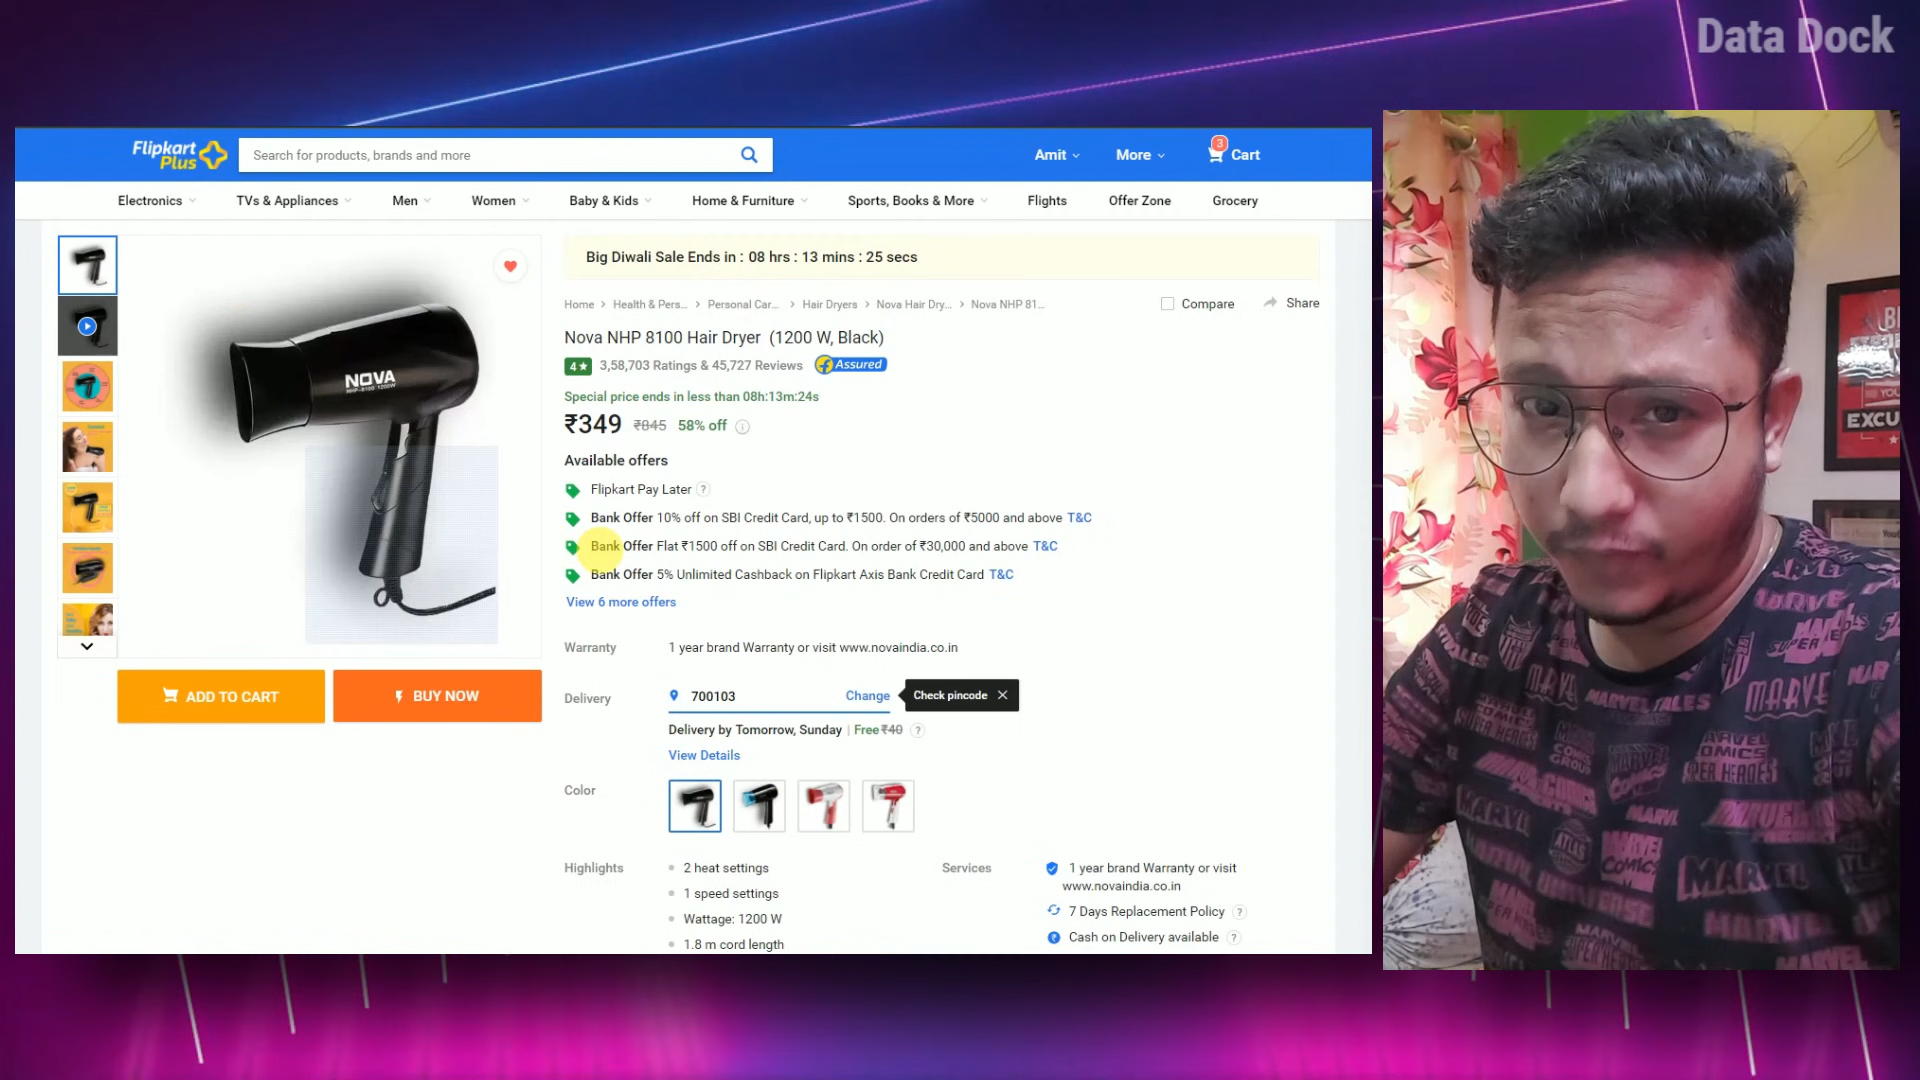 Data Dock
Flipkart
Plus
Search for products, brands and more
Amit
More
3
Cart
Electronics
TVs & Appliances
Men
Women
Baby & Kids
Home & Furniture
Sports, Books & More
Flights
Offer Zone
Grocery
Big Diwali Sale Ends in : 08 hrs : 13 mins : 25 secs
Home > Health & Pers... > Personal Car... > Hair Dryers > Nova Hair Dry... > Nova NHP 81...
Compare
Share
Nova NHP 8100 Hair Dryer (1200 W, Black)
4★ 3,58,703 Ratings & 45,727 Reviews
Assured
Special price ends in less than 08h:13m:24s
₹349 ₹845 58% off
Available offers
Flipkart Pay Later ?
Bank Offer 10% off on SBI Credit Card, up to ₹1500. On orders of ₹5000 and above T&C
Bank Offer Flat ₹1500 off on SBI Credit Card. On order of ₹30,000 and above T&C
Bank Offer 5% Unlimited Cashback on Flipkart Axis Bank Credit Card T&C
View 6 more offers
NOVA
NHP-8100 1200W
ADD TO CART
BUY NOW
Warranty
1 year brand Warranty or visit www.novaindia.co.in
Delivery
700103
Change
Check pincode
Delivery by Tomorrow, Sunday | Free ₹40 ?
View Details
Color
Highlights
2 heat settings
1 speed settings
Wattage: 1200 W
1.8 m cord length
Services
1 year brand Warranty or visit
www.novaindia.co.in
7 Days Replacement Policy ?
Cash on Delivery available ?
YOU
EXCU
MARVEL TALES